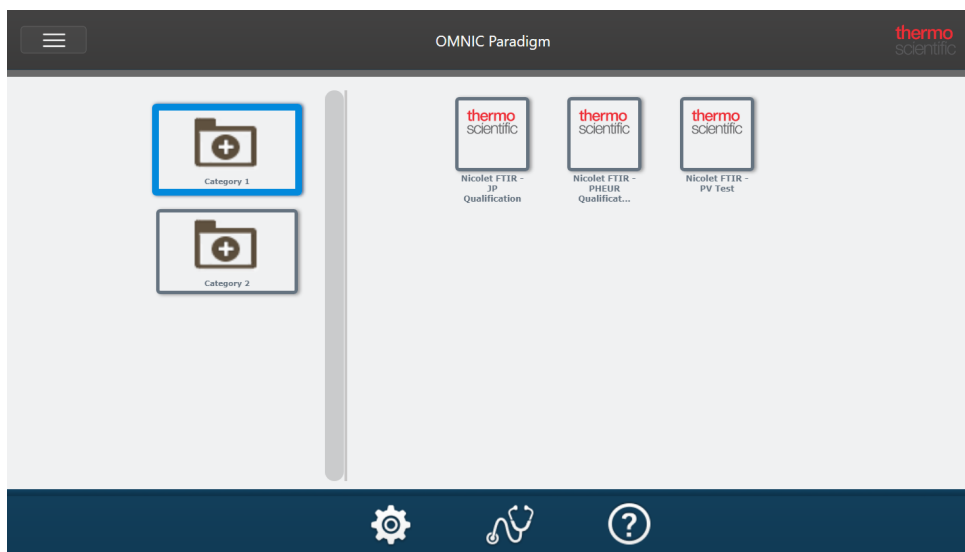 OMNIC Paradigm
thermo
scientific
Category 1
Category 2
thermo
scientific
Nicolet FTIR -
JP
Qualification
thermo
scientific
Nicolet FTIR -
PHEUR
Qualificat...
thermo
scientific
Nicolet FTIR -
PV Test
?